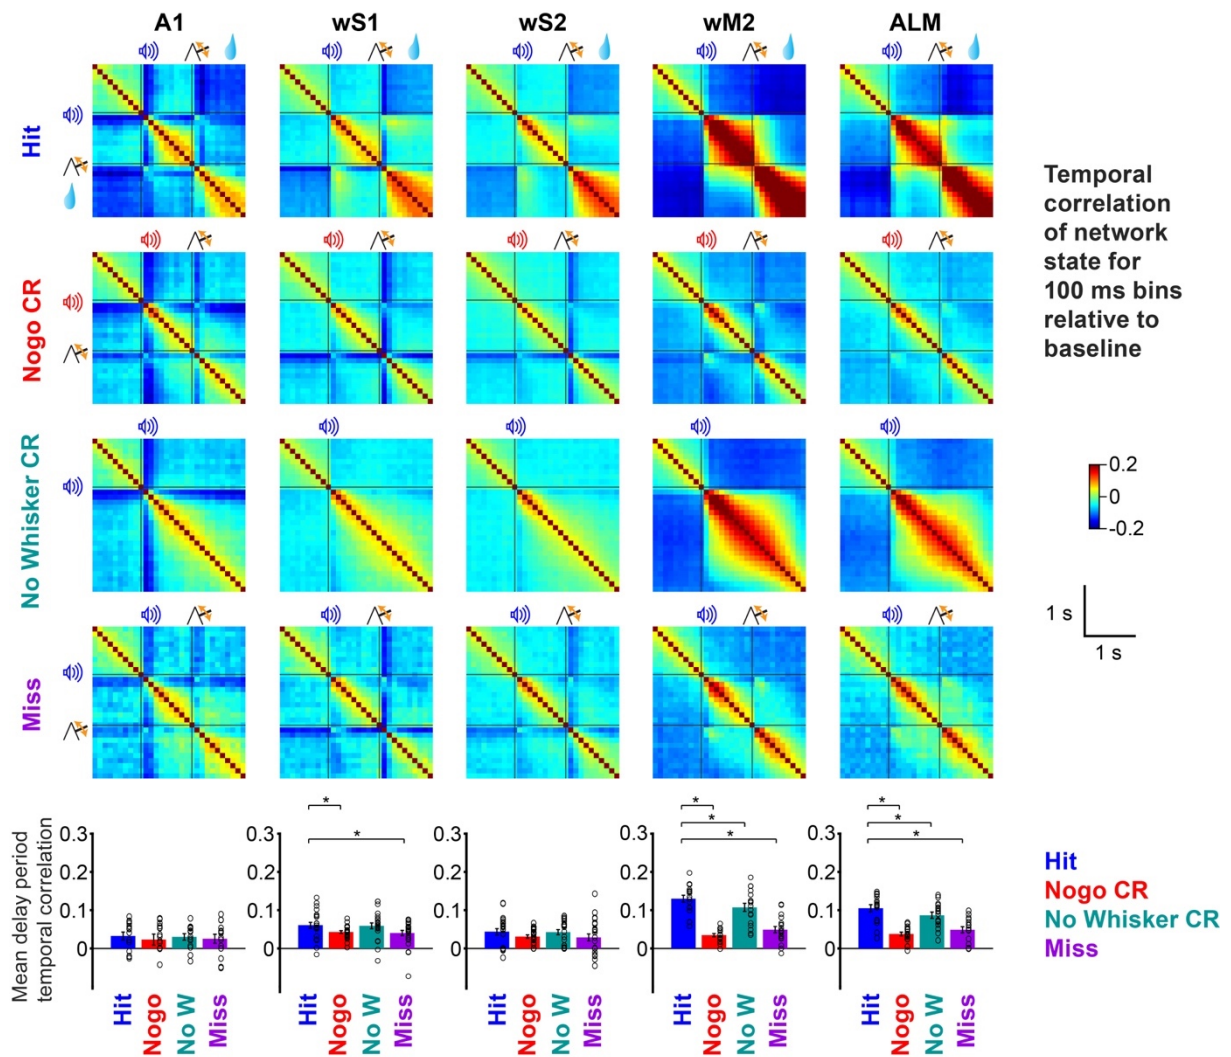 A1
wS1
wS2
wM2
ALM
Hit
Nogo CR
No Whisker CR
Miss
Temporal
correlation
of network
state for
100 ms bins
relative to
baseline
0.2
0
-0.2
1 s
1 s
Mean delay period
temporal correlation
0.3
0.2
0.1
0
Hit
Nogo
No W
Miss
*
*
0.3
0.2
0.1
0
Hit
Nogo
No W
Miss
0.3
0.2
0.1
0
Hit
Nogo
No W
Miss
*
*
*
0.3
0.2
0.1
0
Hit
Nogo
No W
Miss
*
*
*
0.3
0.2
0.1
0
Hit
Nogo
No W
Miss
Hit
Nogo CR
No Whisker CR
Miss